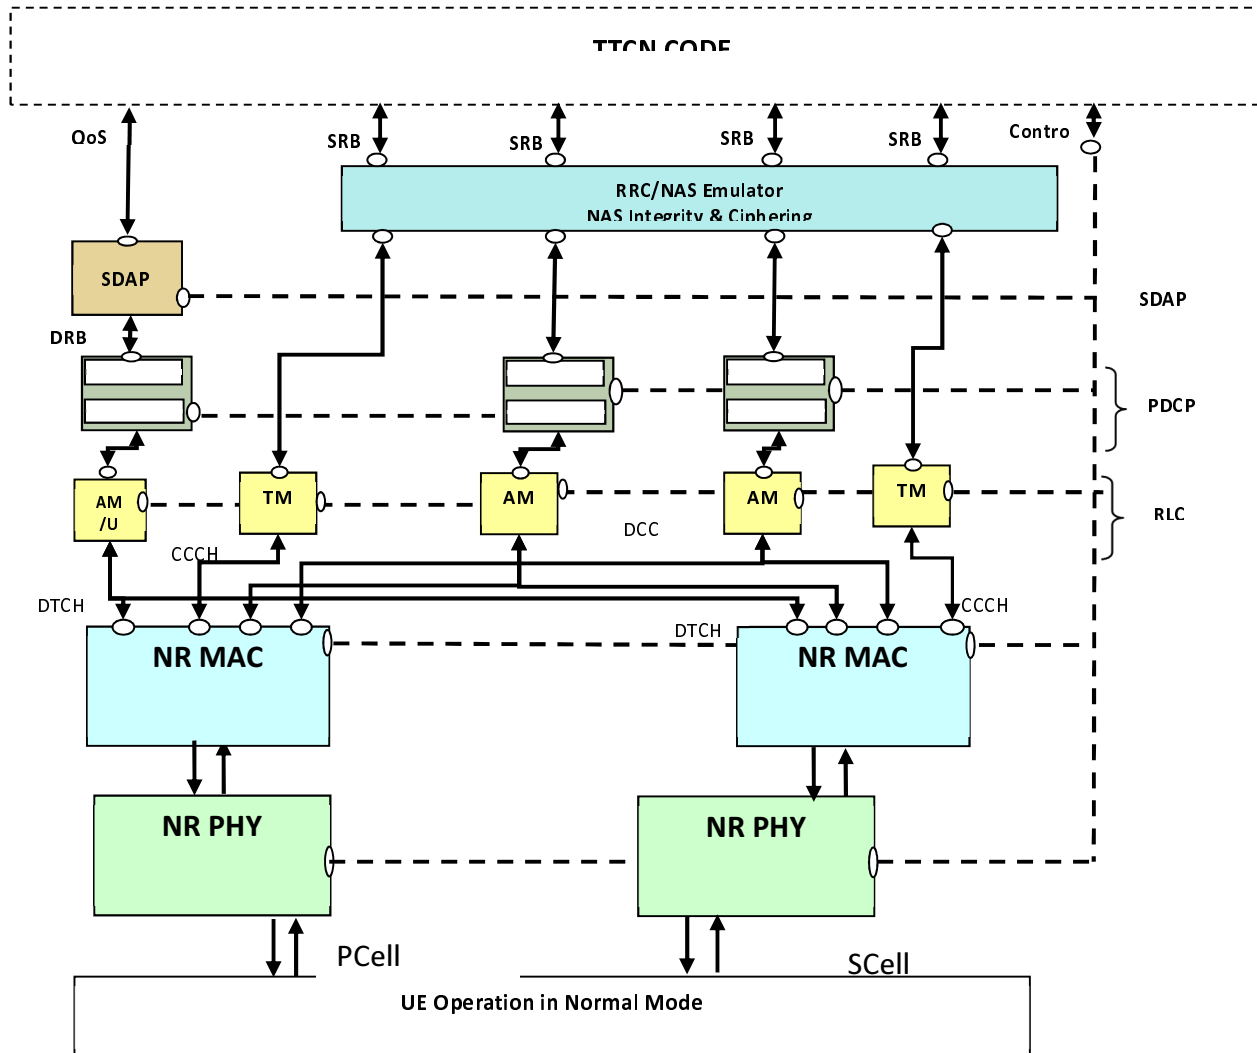 TTCN CODE
QoS
SRB
SRB
SRB
SRB
Contro
RRC/NAS Emulator
NAS Integrity & Ciphering
SDAP
SDAP
DRB
PDCP
AM
/U
TM
AM
AM
TM
RLC
DCC
CCCH
DTCH
CCCH
DTCH
NR MAC
NR MAC
NR PHY
NR PHY
PCell
SCell
UE Operation in Normal Mode